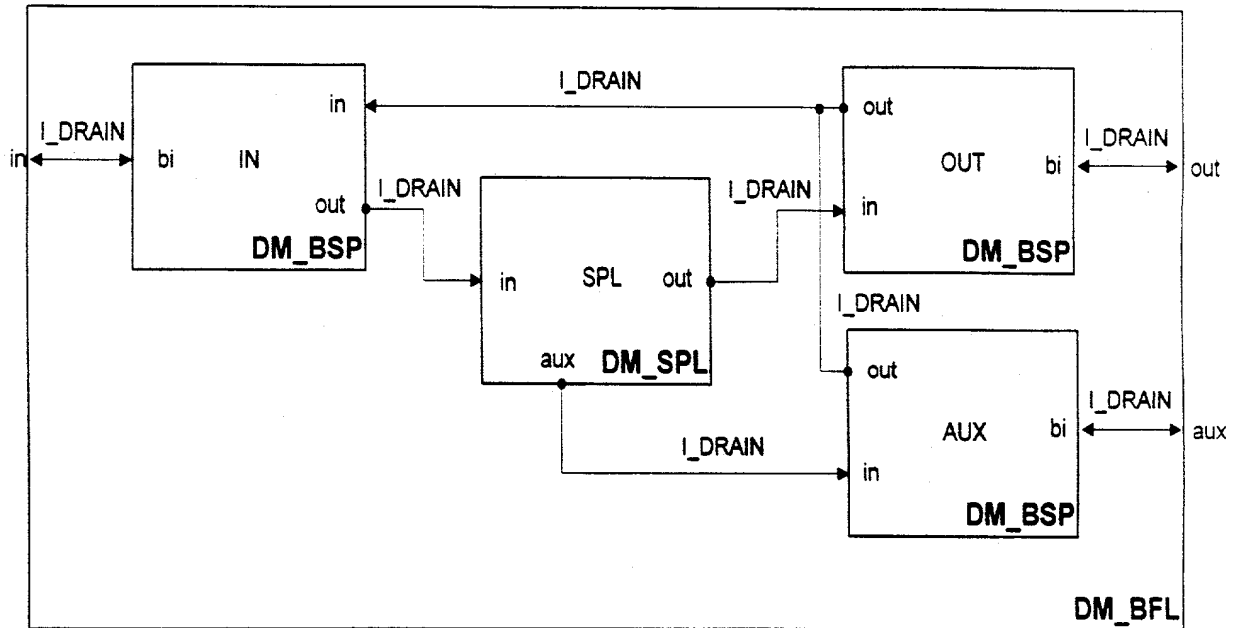 I_DRAIN
in
out
I_DRAIN
I_DRAIN
in
bi
IN
OUT
bi
I_DRAIN
out
out
I_DRAIN
I_DRAIN
in
DM_BSP
DM_BSP
in
SPL
out
I_DRAIN
aux
DM_SPL
out
I_DRAIN
AUX
bi
aux
I_DRAIN
in
DM_BSP
DM_BFL